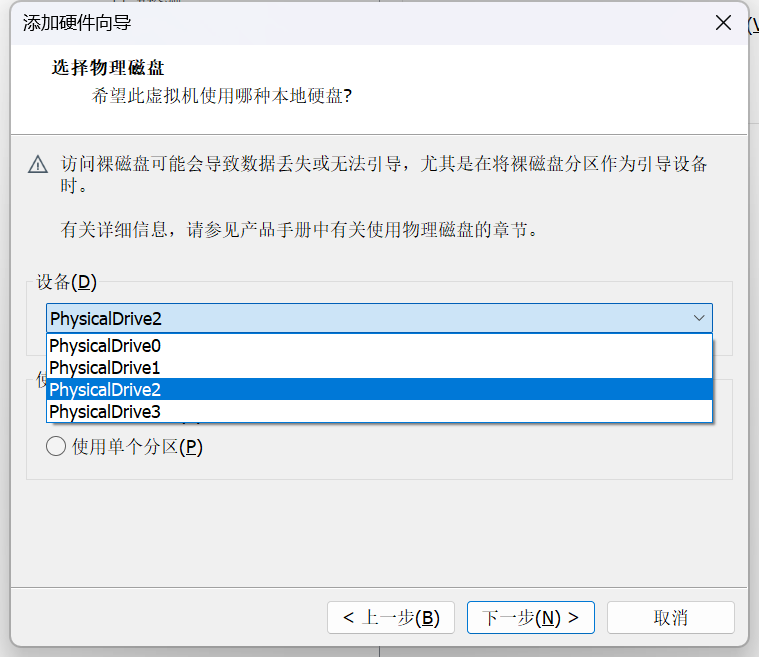 添加硬件向导
选择物理磁盘
希望此虚拟机使用哪种本地硬盘?
访问裸磁盘可能会导致数据丢失或无法引导，尤其是在将裸磁盘分区作为引导设备
时。
有关详细信息，请参见产品手册中有关使用物理磁盘的章节。
设备(D)
PhysicalDrive2
PhysicalDrive0
PhysicalDrive1
PhysicalDrive2
PhysicalDrive3
使用单个分区(P)
< 上一步(B)
下一步(N) >
取消